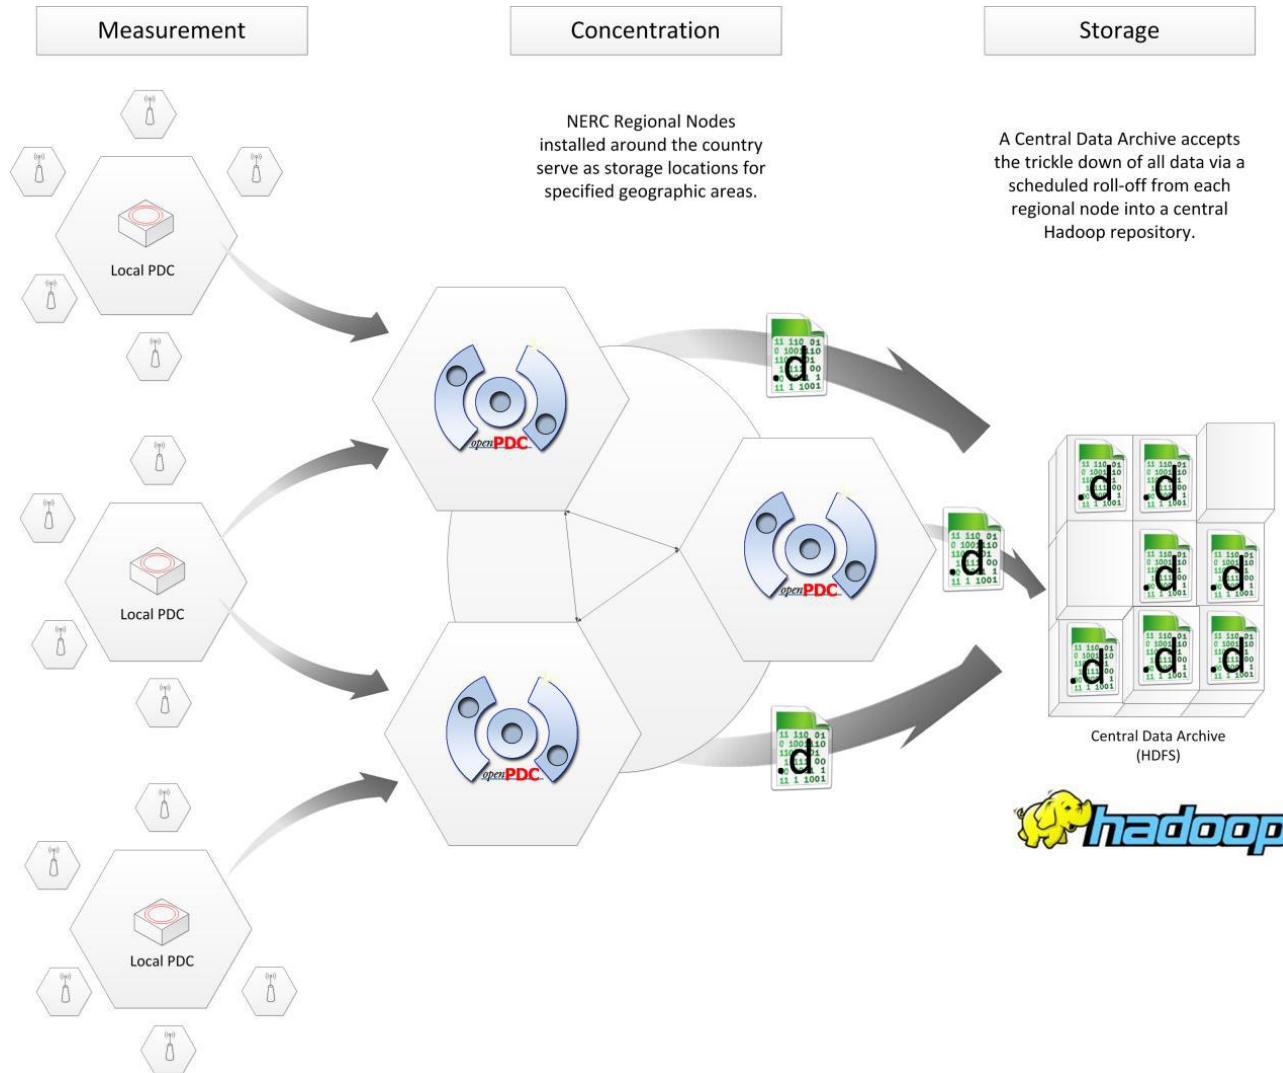 Measurement
Concentration
Storage
NERC Regional Nodes
installed around the country
serve as storage locations for
specified geographic areas.
A Central Data Archive accepts
the trickle down of all data via a
scheduled roll-off from each
regional node into a central
Hadoop repository.
Local PDC
openPDC
.d
Local PDC
openPDC
.d
openPDC
.d
Local PDC
.d
.d
.d
.d
.d
.d
.d
Central Data Archive
(HDFS)
hadoop